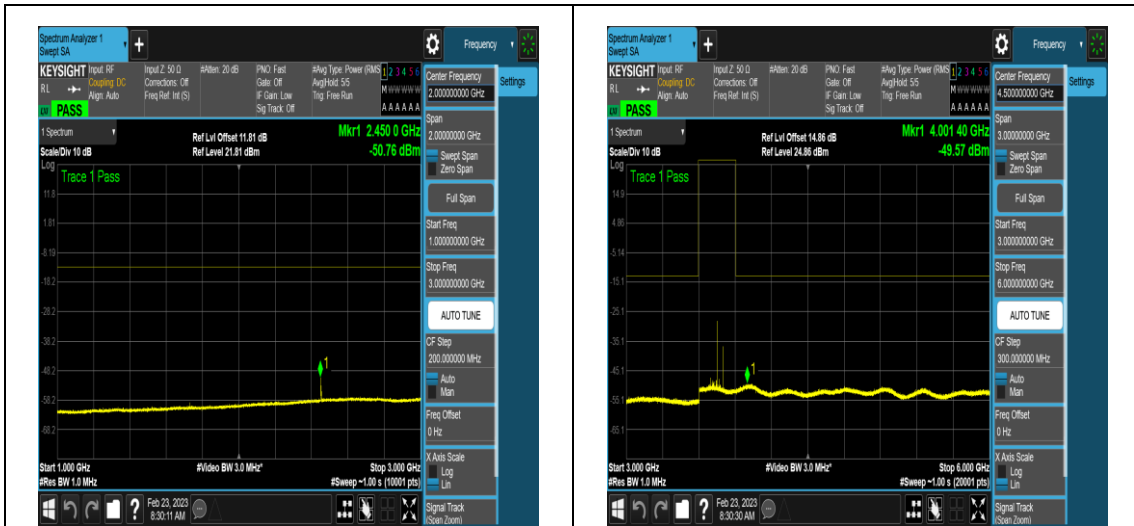 Spectrum Analyzer 1
Swept SA
+
Frequency
KEYSIGHT
RL
Input: RF
Coupling: DC
Align: Auto
Input Z: 50 Ω
Corrections: Off
Freq Ref: Int (S)
#Atten: 20 dB
PNO: Fast
Gate: Off
IF Gain: Low
Sig Track: Off
#Avg Type: Power (RMS
Avg|Hold: 5/5
Trig: Free Run
1 2 3 4 5 6
M W W W W W
A A A A A A
PASS
1 Spectrum
Scale/Div 10 dB
Log
Ref Lvl Offset 11.81 dB
Ref Level 21.81 dBm
Mkr1 2.450 0 GHz
-50.76 dBm
Trace 1 Pass
11.8
1.81
-8.19
-18.2
-28.2
-38.2
-48.2
-58.2
-68.2
1
Start 1.000 GHz
#Res BW 1.0 MHz
#Video BW 3.0 MHz*
Stop 3.000 GHz
#Sweep ~1.00 s (10001 pts)
Center Frequency
2.000000000 GHz
Settings
Span
2.00000000 GHz
Swept Span
Zero Span
Full Span
Start Freq
1.000000000 GHz
Stop Freq
3.000000000 GHz
AUTO TUNE
CF Step
200.000000 MHz
Auto
Man
Freq Offset
0 Hz
X Axis Scale
Log
Lin
Signal Track
(Span Zoom)
?
Feb 23, 2023
8:30:11 AM
Spectrum Analyzer 1
Swept SA
+
Frequency
KEYSIGHT
RL
Input: RF
Coupling: DC
Align: Auto
Input Z: 50 Ω
Corrections: Off
Freq Ref: Int (S)
#Atten: 20 dB
PNO: Fast
Gate: Off
IF Gain: Low
Sig Track: Off
#Avg Type: Power (RMS
Avg|Hold: 5/5
Trig: Free Run
1 2 3 4 5 6
M W W W W W
A A A A A A
PASS
1 Spectrum
Scale/Div 10 dB
Log
Ref Lvl Offset 14.86 dB
Ref Level 24.86 dBm
Mkr1 4.001 40 GHz
-49.57 dBm
Trace 1 Pass
14.9
4.86
-5.14
-15.1
-25.1
-35.1
-45.1
-55.1
-65.1
1
Start 3.000 GHz
#Res BW 1.0 MHz
#Video BW 3.0 MHz*
Stop 6.000 GHz
#Sweep ~1.00 s (20001 pts)
Center Frequency
4.500000000 GHz
Settings
Span
3.00000000 GHz
Swept Span
Zero Span
Full Span
Start Freq
3.000000000 GHz
Stop Freq
6.000000000 GHz
AUTO TUNE
CF Step
300.000000 MHz
Auto
Man
Freq Offset
0 Hz
X Axis Scale
Log
Lin
Signal Track
(Span Zoom)
?
Feb 23, 2023
8:30:30 AM